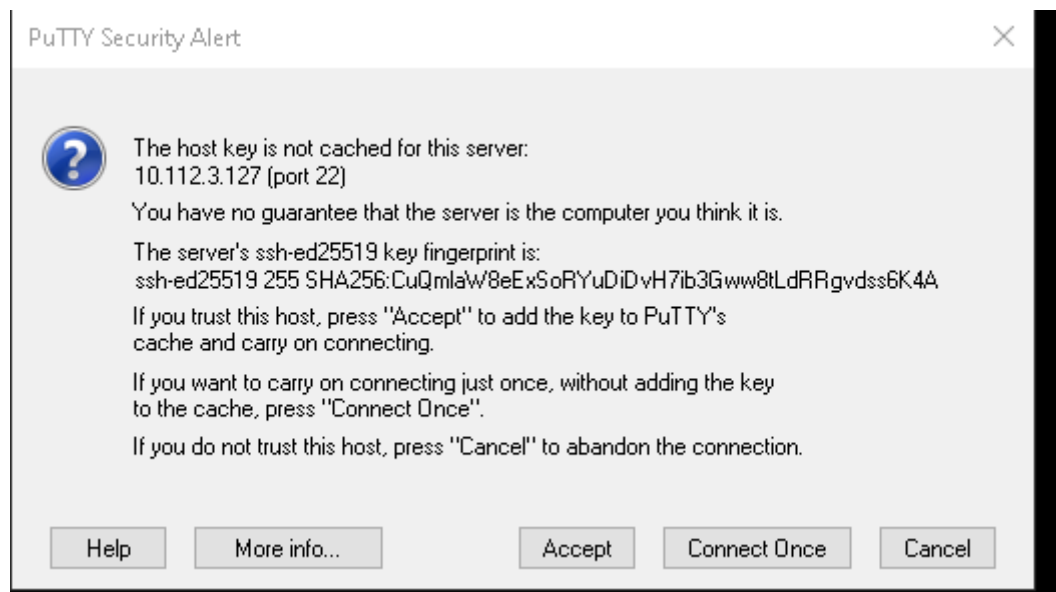 PuTTY Security Alert
The host key is not cached for this server:
10.112.3.127 (port 22)
You have no guarantee that the server is the computer you think it is.
The server's ssh-ed25519 key fingerprint is:
ssh-ed25519 255 SHA256:CuQmlaW8eExSoRYuDiDvH7ib3Gww8tLdRRgvdss6K4A
If you trust this host, press "Accept" to add the key to PuTTY's
cache and carry on connecting.
If you want to carry on connecting just once, without adding the key
to the cache, press "Connect Once".
If you do not trust this host, press "Cancel" to abandon the connection.
Help More info... Accept Connect Once Cancel